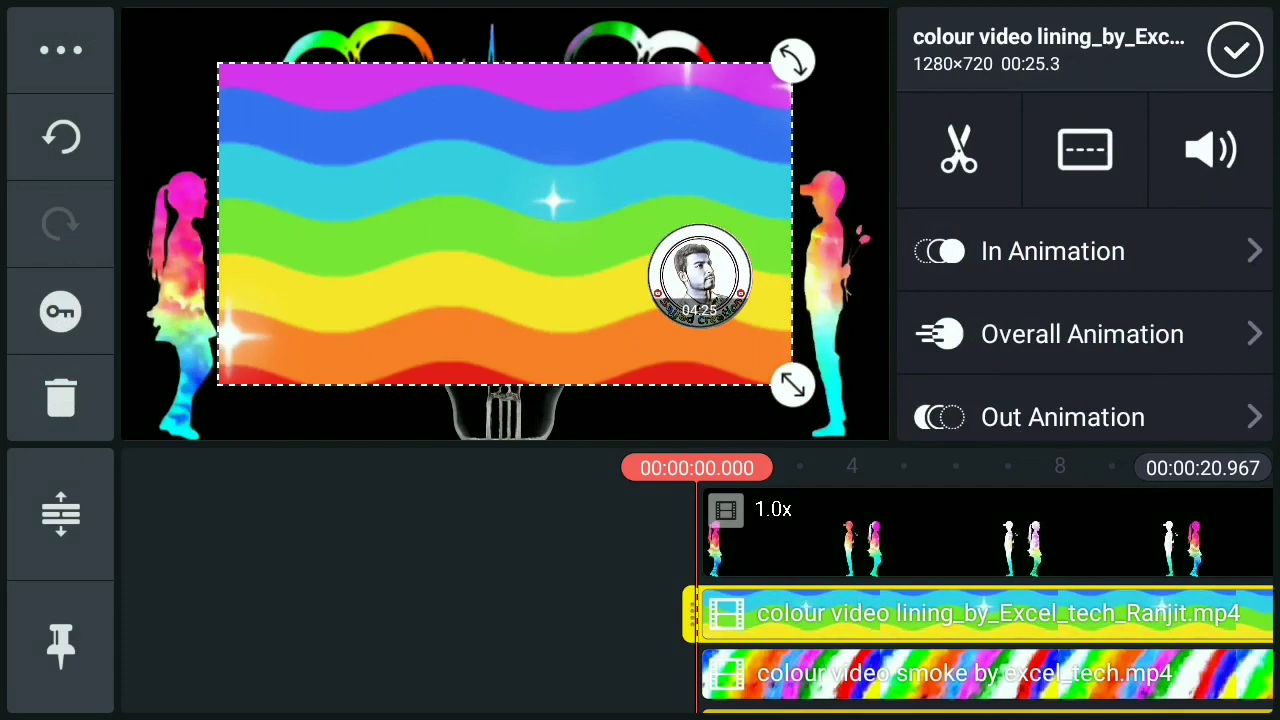 colour video lining_by_Exc...
1280×720 00:25.3
In Animation
Overall Animation
Out Animation
04:25
00:00:00.000
4
8
00:00:20.967
1.0x
colour video lining_by_Excel_tech_Ranjit.mp4
colour video smoke by excel_tech.mp4